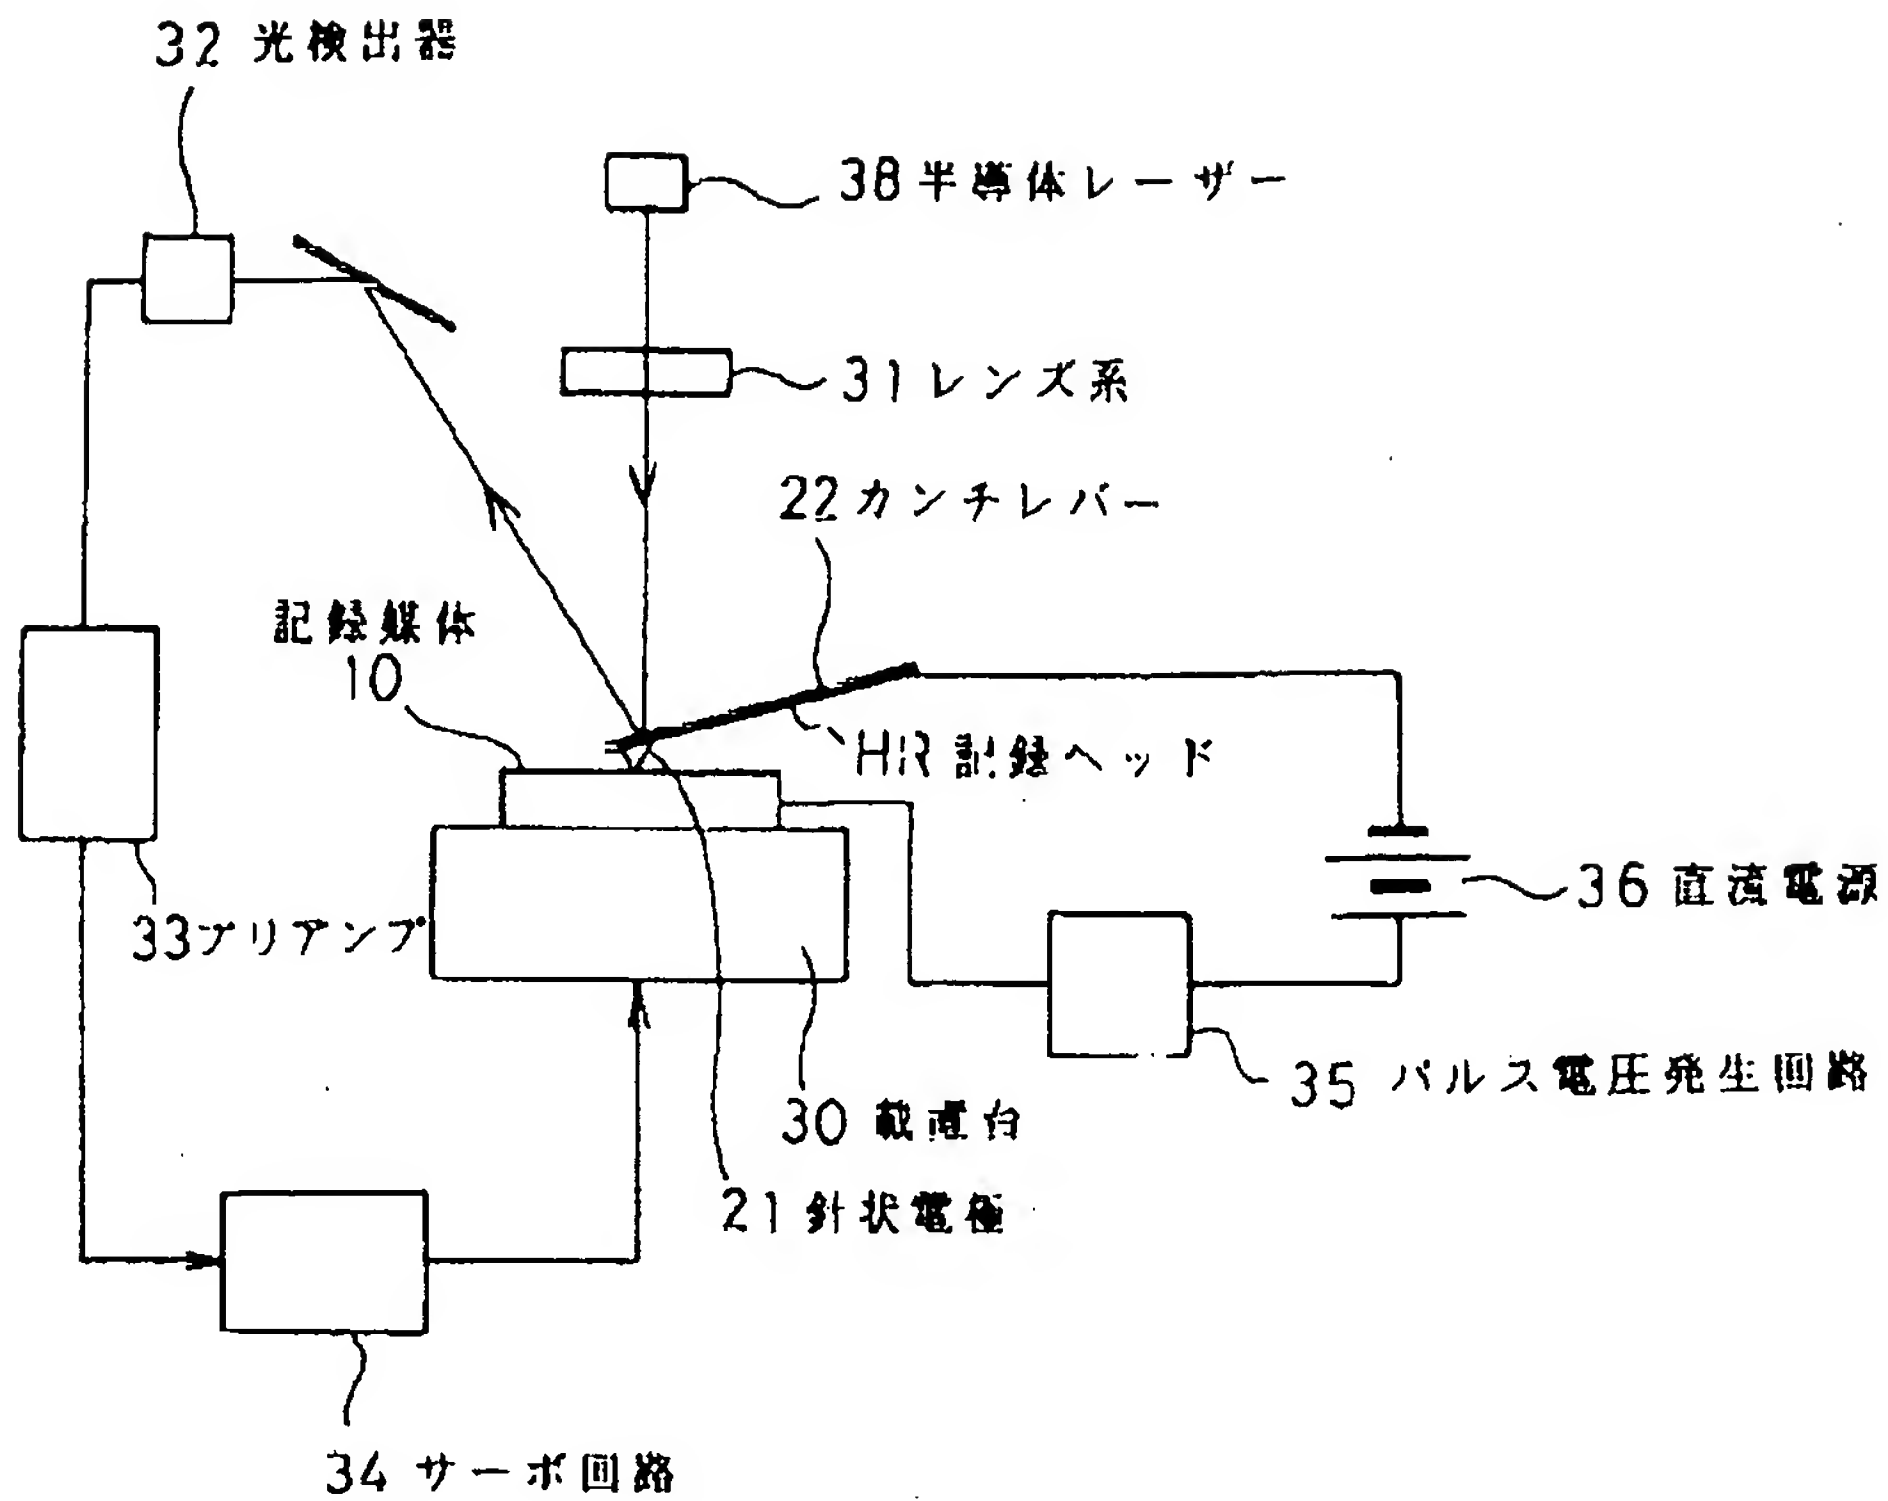 32 光検出器
38 半導体レーザー
31 レンズ系
22 カンチレバー
記録媒体
10
HR 記録ヘッド
36 直流電源
33 プリアンプ
35 パルス電圧発生回路
30 載置台
21 針状電極
34 サーボ回路